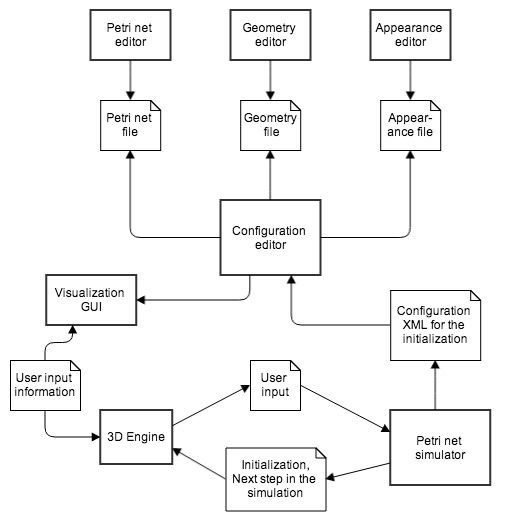 Petri net
editor
Geometry
editor
Appearance
editor
Petri net
file
Geometry
file
Appear-
ance file
Configuration
editor
Visualization
GUI
Configuration
XML for the
initialization
User input
information
User
input
3D Engine
Petri net
simulator
Initialization,
Next step in the
simulation